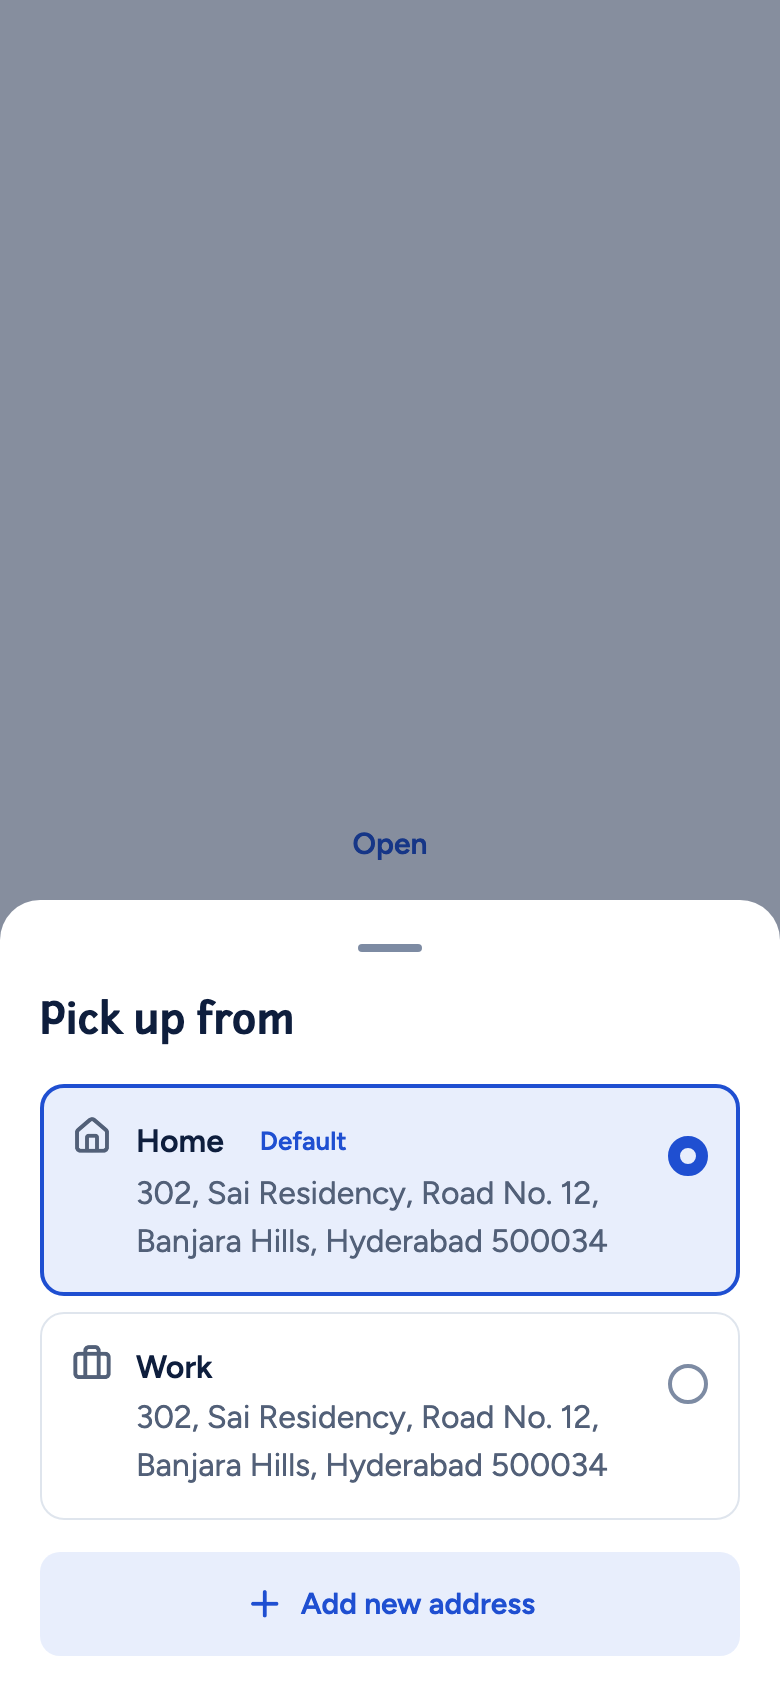 Open
Pick up from
Home Default
302, Sai Residency, Road No. 12,
Banjara Hills, Hyderabad 500034
Work
302, Sai Residency, Road No. 12,
Banjara Hills, Hyderabad 500034
Add new address